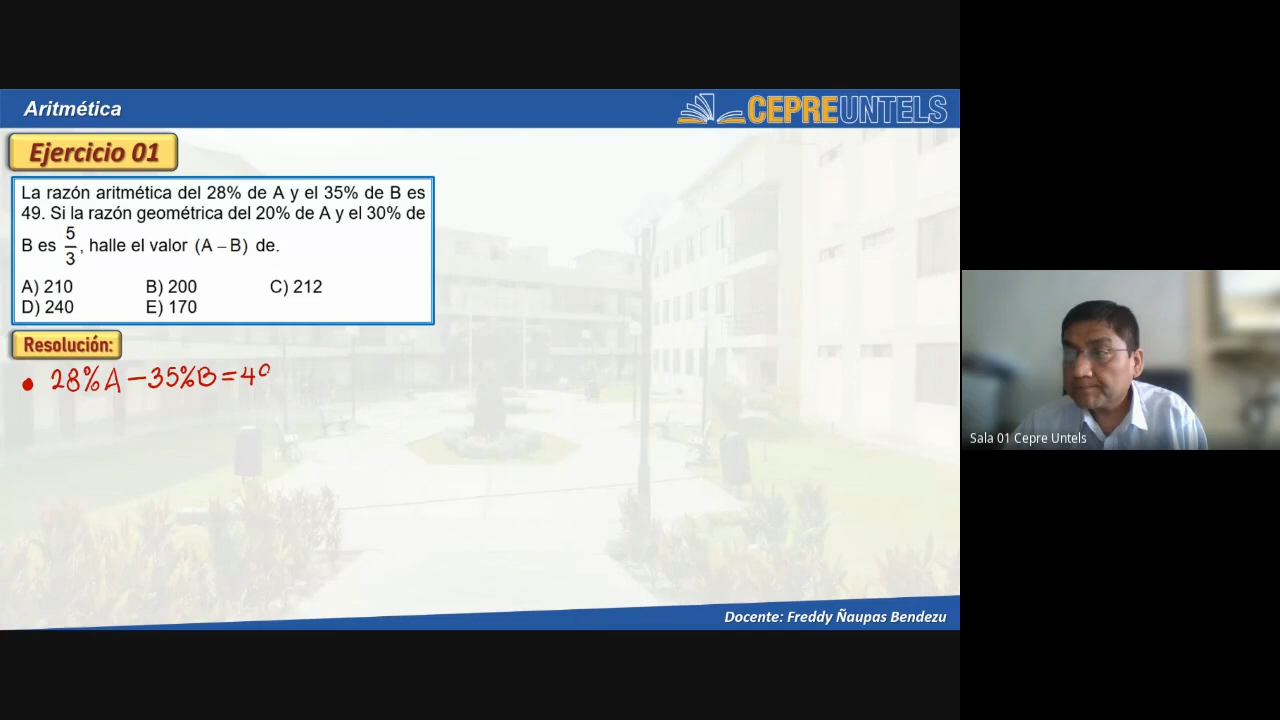 Aritmética
CEPREUNTELS
Ejercicio 01
La razón aritmética del 28% de A y el 35% de B es
49. Si la razón geométrica del 20% de A y el 30% de
B es 5/3, halle el valor (A – B) de.
A) 210 B) 200 C) 212
D) 240 E) 170
Resolución:
• 28%A – 35%B = 49
Sala 01 Cepre Untels
Docente: Freddy Ñaupas Bendezu